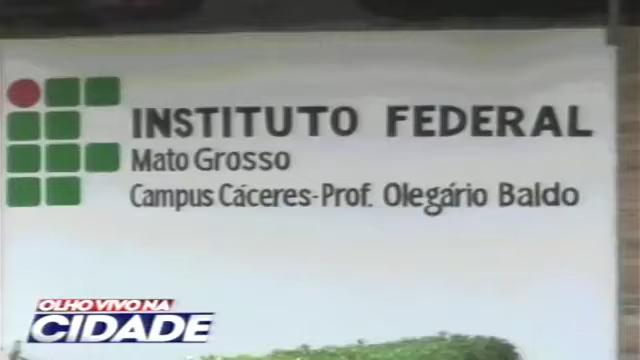 INSTITUTO FEDERAL
Mato Grosso
Campus Cáceres-Prof. Olegário Baldo
OLHO VIVO NA
CIDADE